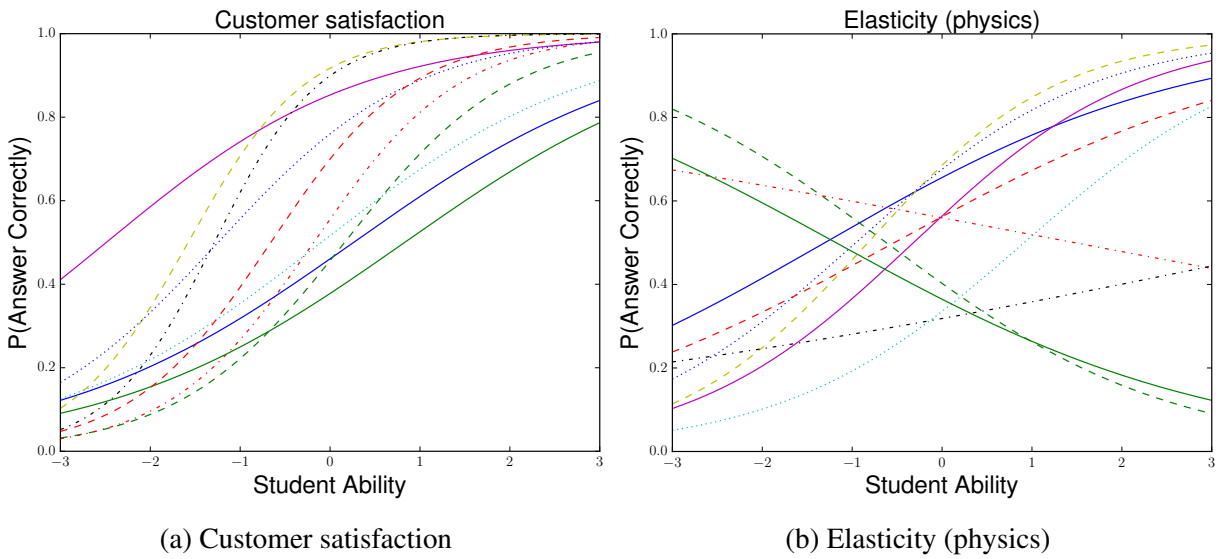 Customer satisfaction
1.0
0.8
0.6
0.4
0.2
0.0
P(Answer Correctly)
−3 −2 −1 0 1 2 3
Student Ability
(a) Customer satisfaction
Elasticity (physics)
1.0
0.8
0.6
0.4
0.2
0.0
P(Answer Correctly)
−3 −2 −1 0 1 2 3
Student Ability
(b) Elasticity (physics)